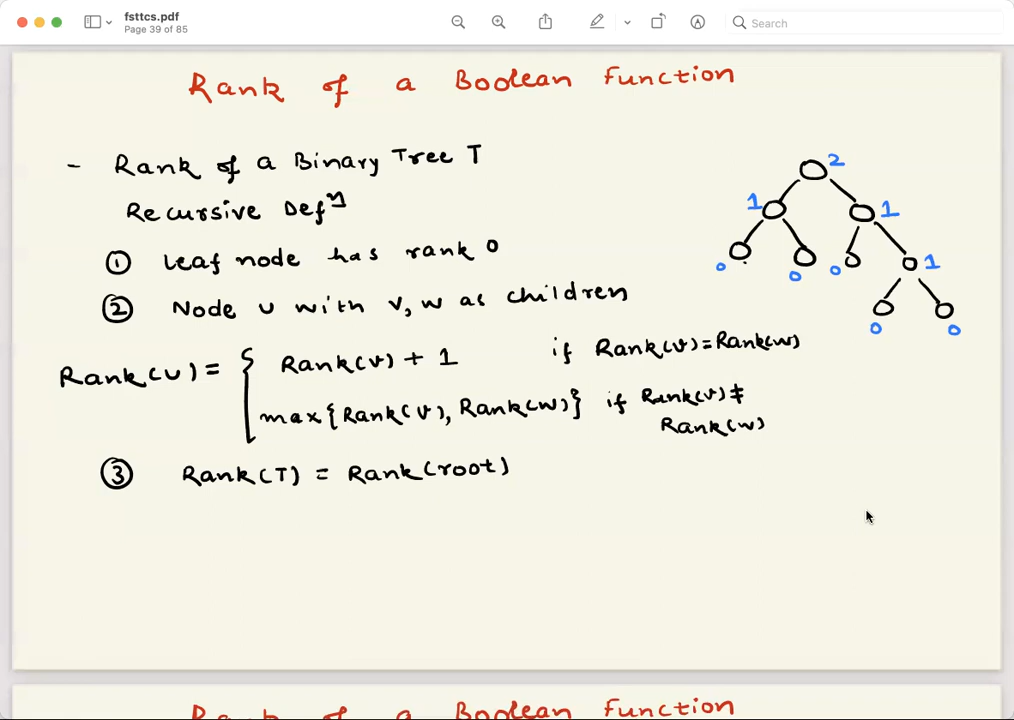 fsttcs.pdf
Page 39 of 85
Search
Rank of a Boolean Function
- Rank of a Binary Tree T
Recursive Defⁿ
① Leaf node has rank 0
② Node u with v, w as children
Rank(u) = { Rank(v) + 1 if Rank(v)=Rank(w)
max{Rank(v), Rank(w)} if Rank(v)≠
Rank(w)
③ Rank(T) = Rank(root)
2
1 1
0 0 0 1
0 0
Rank of a Boolean Function